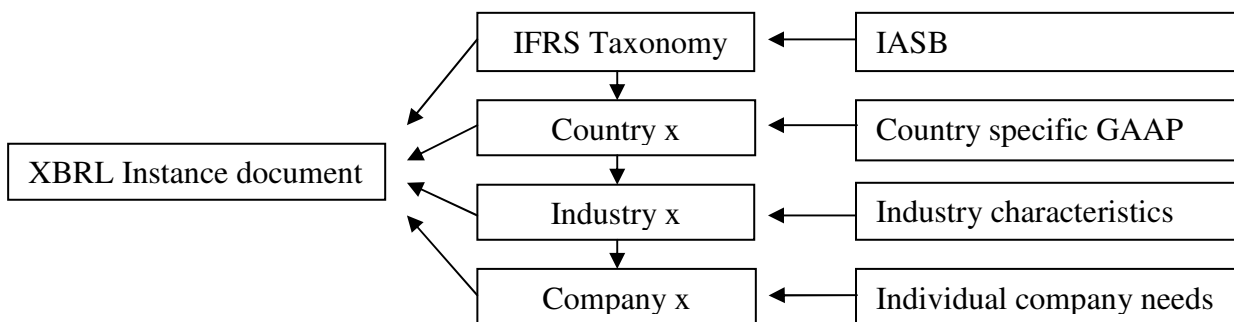 IFRS Taxonomy
IASB
Country x
Country specific GAAP
XBRL Instance document
Industry x
Industry characteristics
Company x
Individual company needs